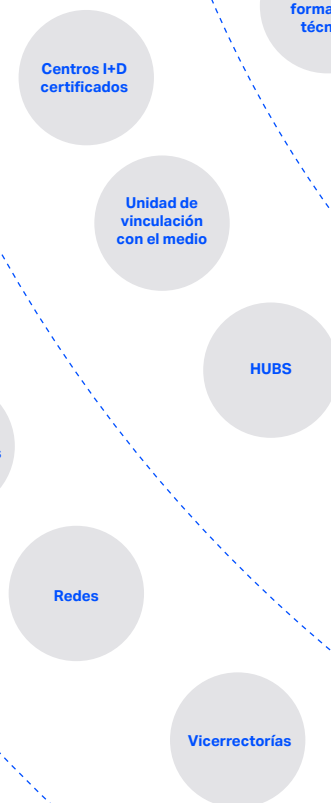 Centros I+D
certificados
Unidad de
vinculación
con el medio
HUBS
Redes
Vicerrectorías